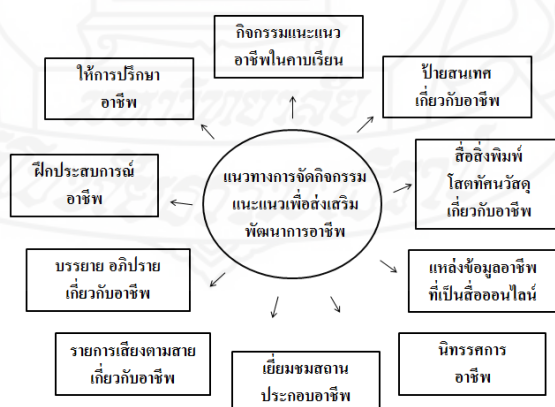 กิจกรรมแนะแนว
อาชีพในคาบเรียน
ให้การปรึกษา
อาชีพ
ป้ายสนเทศ
เกี่ยวกับอาชีพ
ฝึกประสบการณ์
อาชีพ
แนวทางการจัดกิจกรรม
แนะแนวเพื่อส่งเสริม
พัฒนาการอาชีพ
สื่อสิ่งพิมพ์
โสตทัศนวัสดุ
เกี่ยวกับอาชีพ
บรรยาย อภิปราย
เกี่ยวกับอาชีพ
แหล่งข้อมูลอาชีพ
ที่เป็นสื่อออนไลน์
รายการเสียงตามสาย
เกี่ยวกับอาชีพ
เยี่ยมชมสถาน
ประกอบอาชีพ
นิทรรศการ
อาชีพ